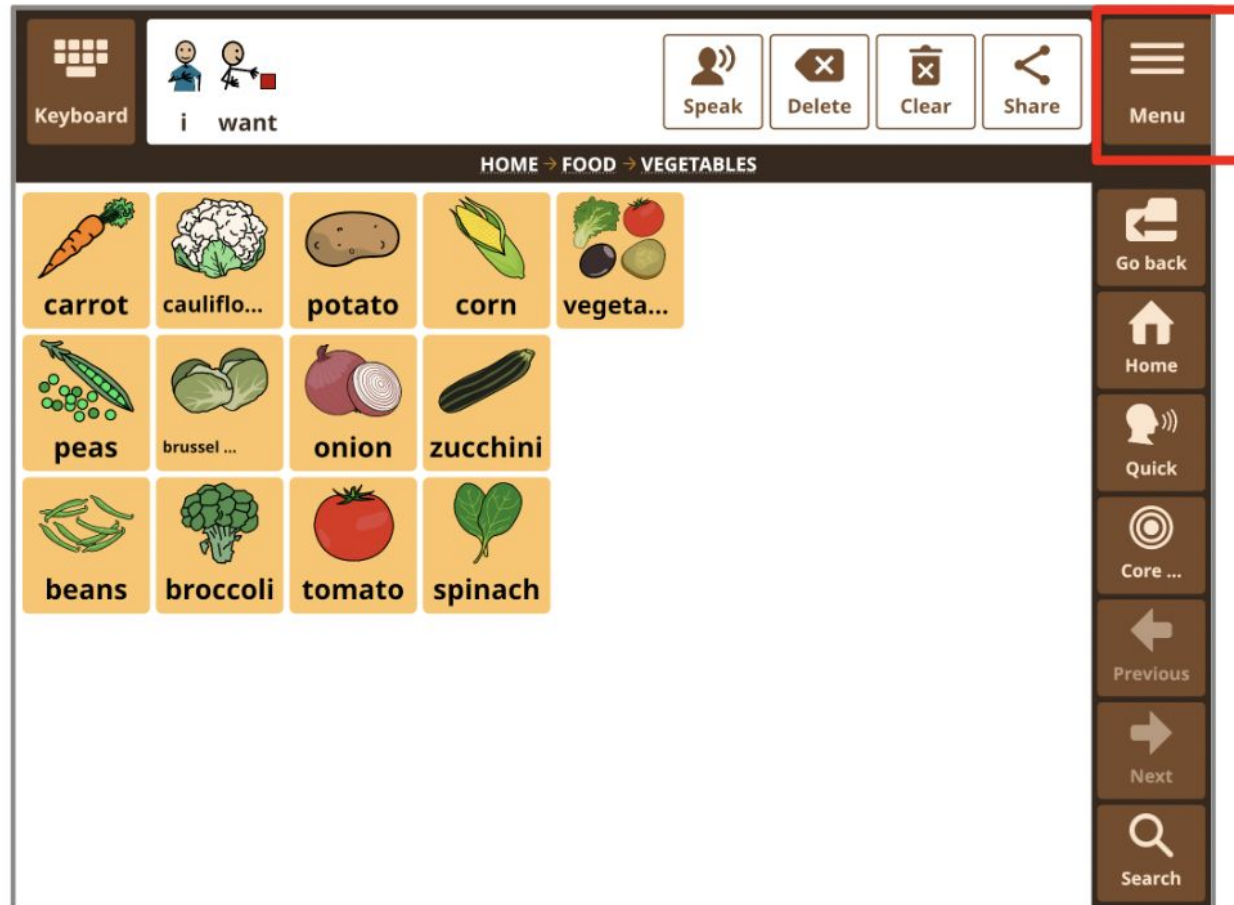 Keyboard
i want
Speak Delete Clear Share
Menu
HOME → FOOD → VEGETABLES
carrot cauliflo... potato corn vegeta...
peas brussel ... onion zucchini
beans broccoli tomato spinach
Go back
Home
Quick
Core ...
Previous
Next
Search